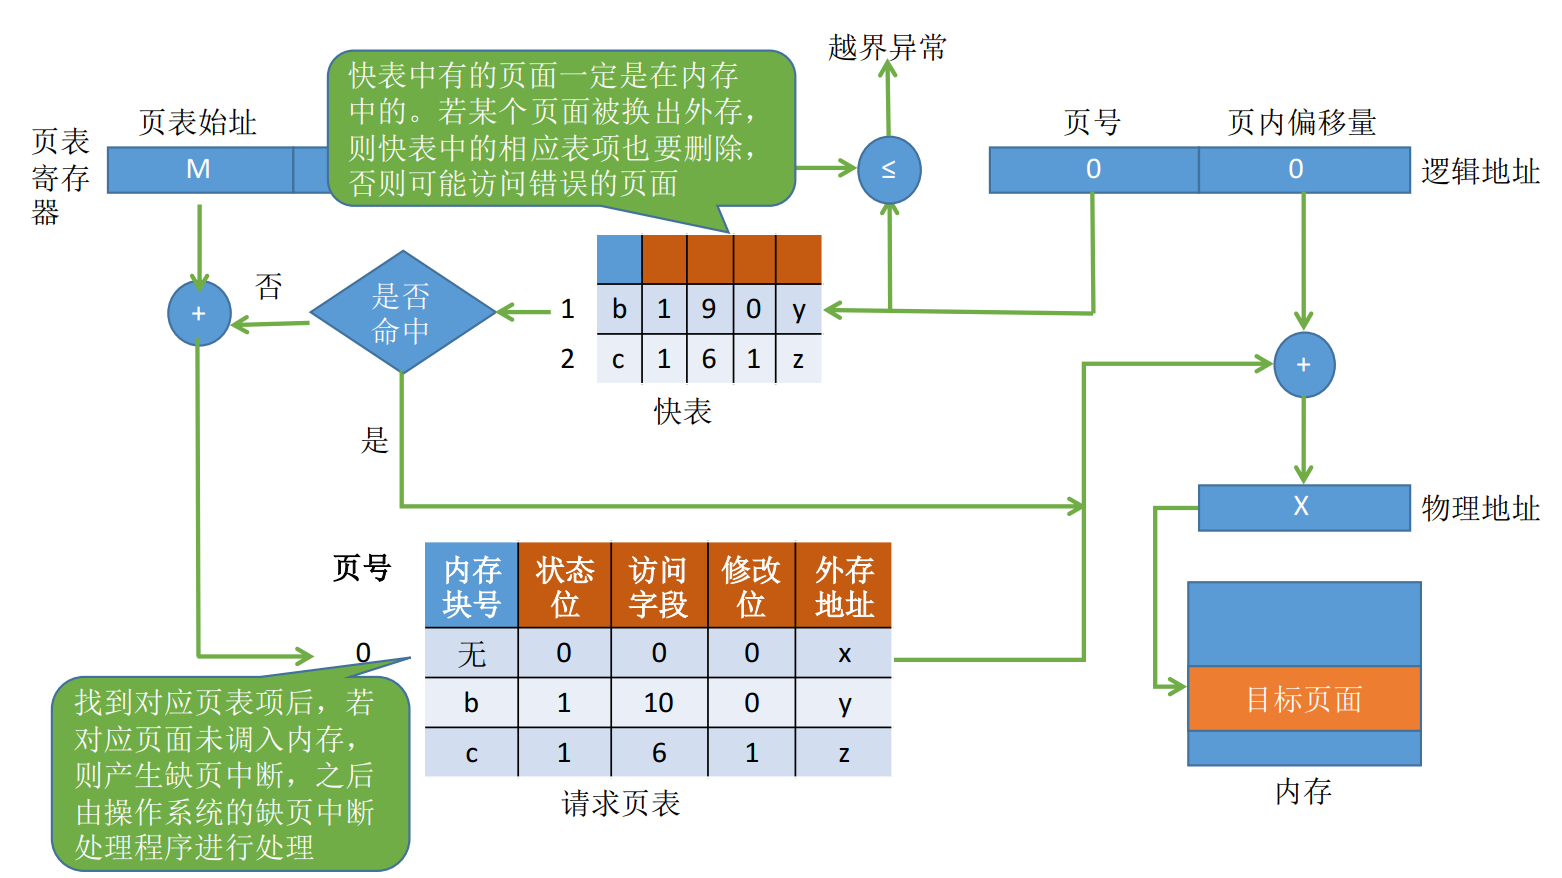 越界异常
快表中有的页面一定是在内存
中的。若某个页面被换出外存，
则快表中的相应表项也要删除，
否则可能访问错误的页面
页表始址
页号 页内偏移量
页表
寄存
器
M
≤
0 0
逻辑地址
否
是否
命中
+
1 b 1 9 0 y
2 c 1 6 1 z
快表
+
是
X
物理地址
页号
内存
块号
状态
位
访问
字段
修改
位
外存
地址
0 无 0 0 0 x
b 1 10 0 y
c 1 6 1 z
请求页表
找到对应页表项后，若
对应页面未调入内存，
则产生缺页中断，之后
由操作系统的缺页中断
处理程序进行处理
目标页面
内存